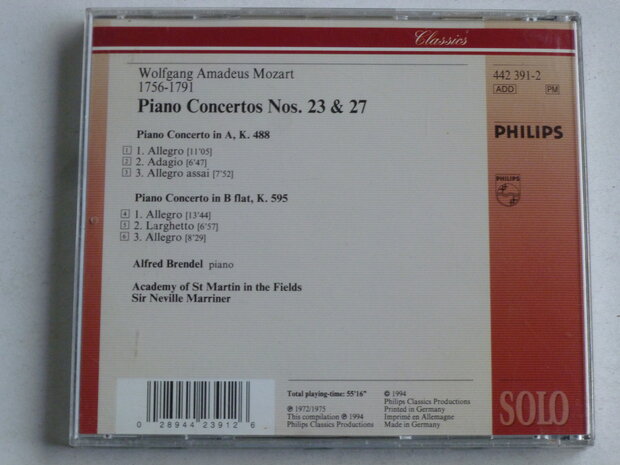 Classics
Wolfgang Amadeus Mozart
1756-1791
Piano Concertos Nos. 23 & 27
Piano Concerto in A, K. 488
1 1. Allegro [11'05]
2 2. Adagio [6'47]
3 3. Allegro assai [7'52]
Piano Concerto in B flat, K. 595
4 1. Allegro [13'44]
5 2. Larghetto [6'57]
6 3. Allegro [8'29]
Alfred Brendel piano
Academy of St Martin in the Fields
Sir Neville Marriner
442 391-2
ADD PM
PHILIPS
PHILIPS
0 28944 23912 6
Total playing-time: 55'16"
℗ 1972/1975
This compilation ℗ 1994
Philips Classics Productions
© 1994
Philips Classics Productions
Printed in Germany
Imprimé en Allemagne
Made in Germany
SOLO